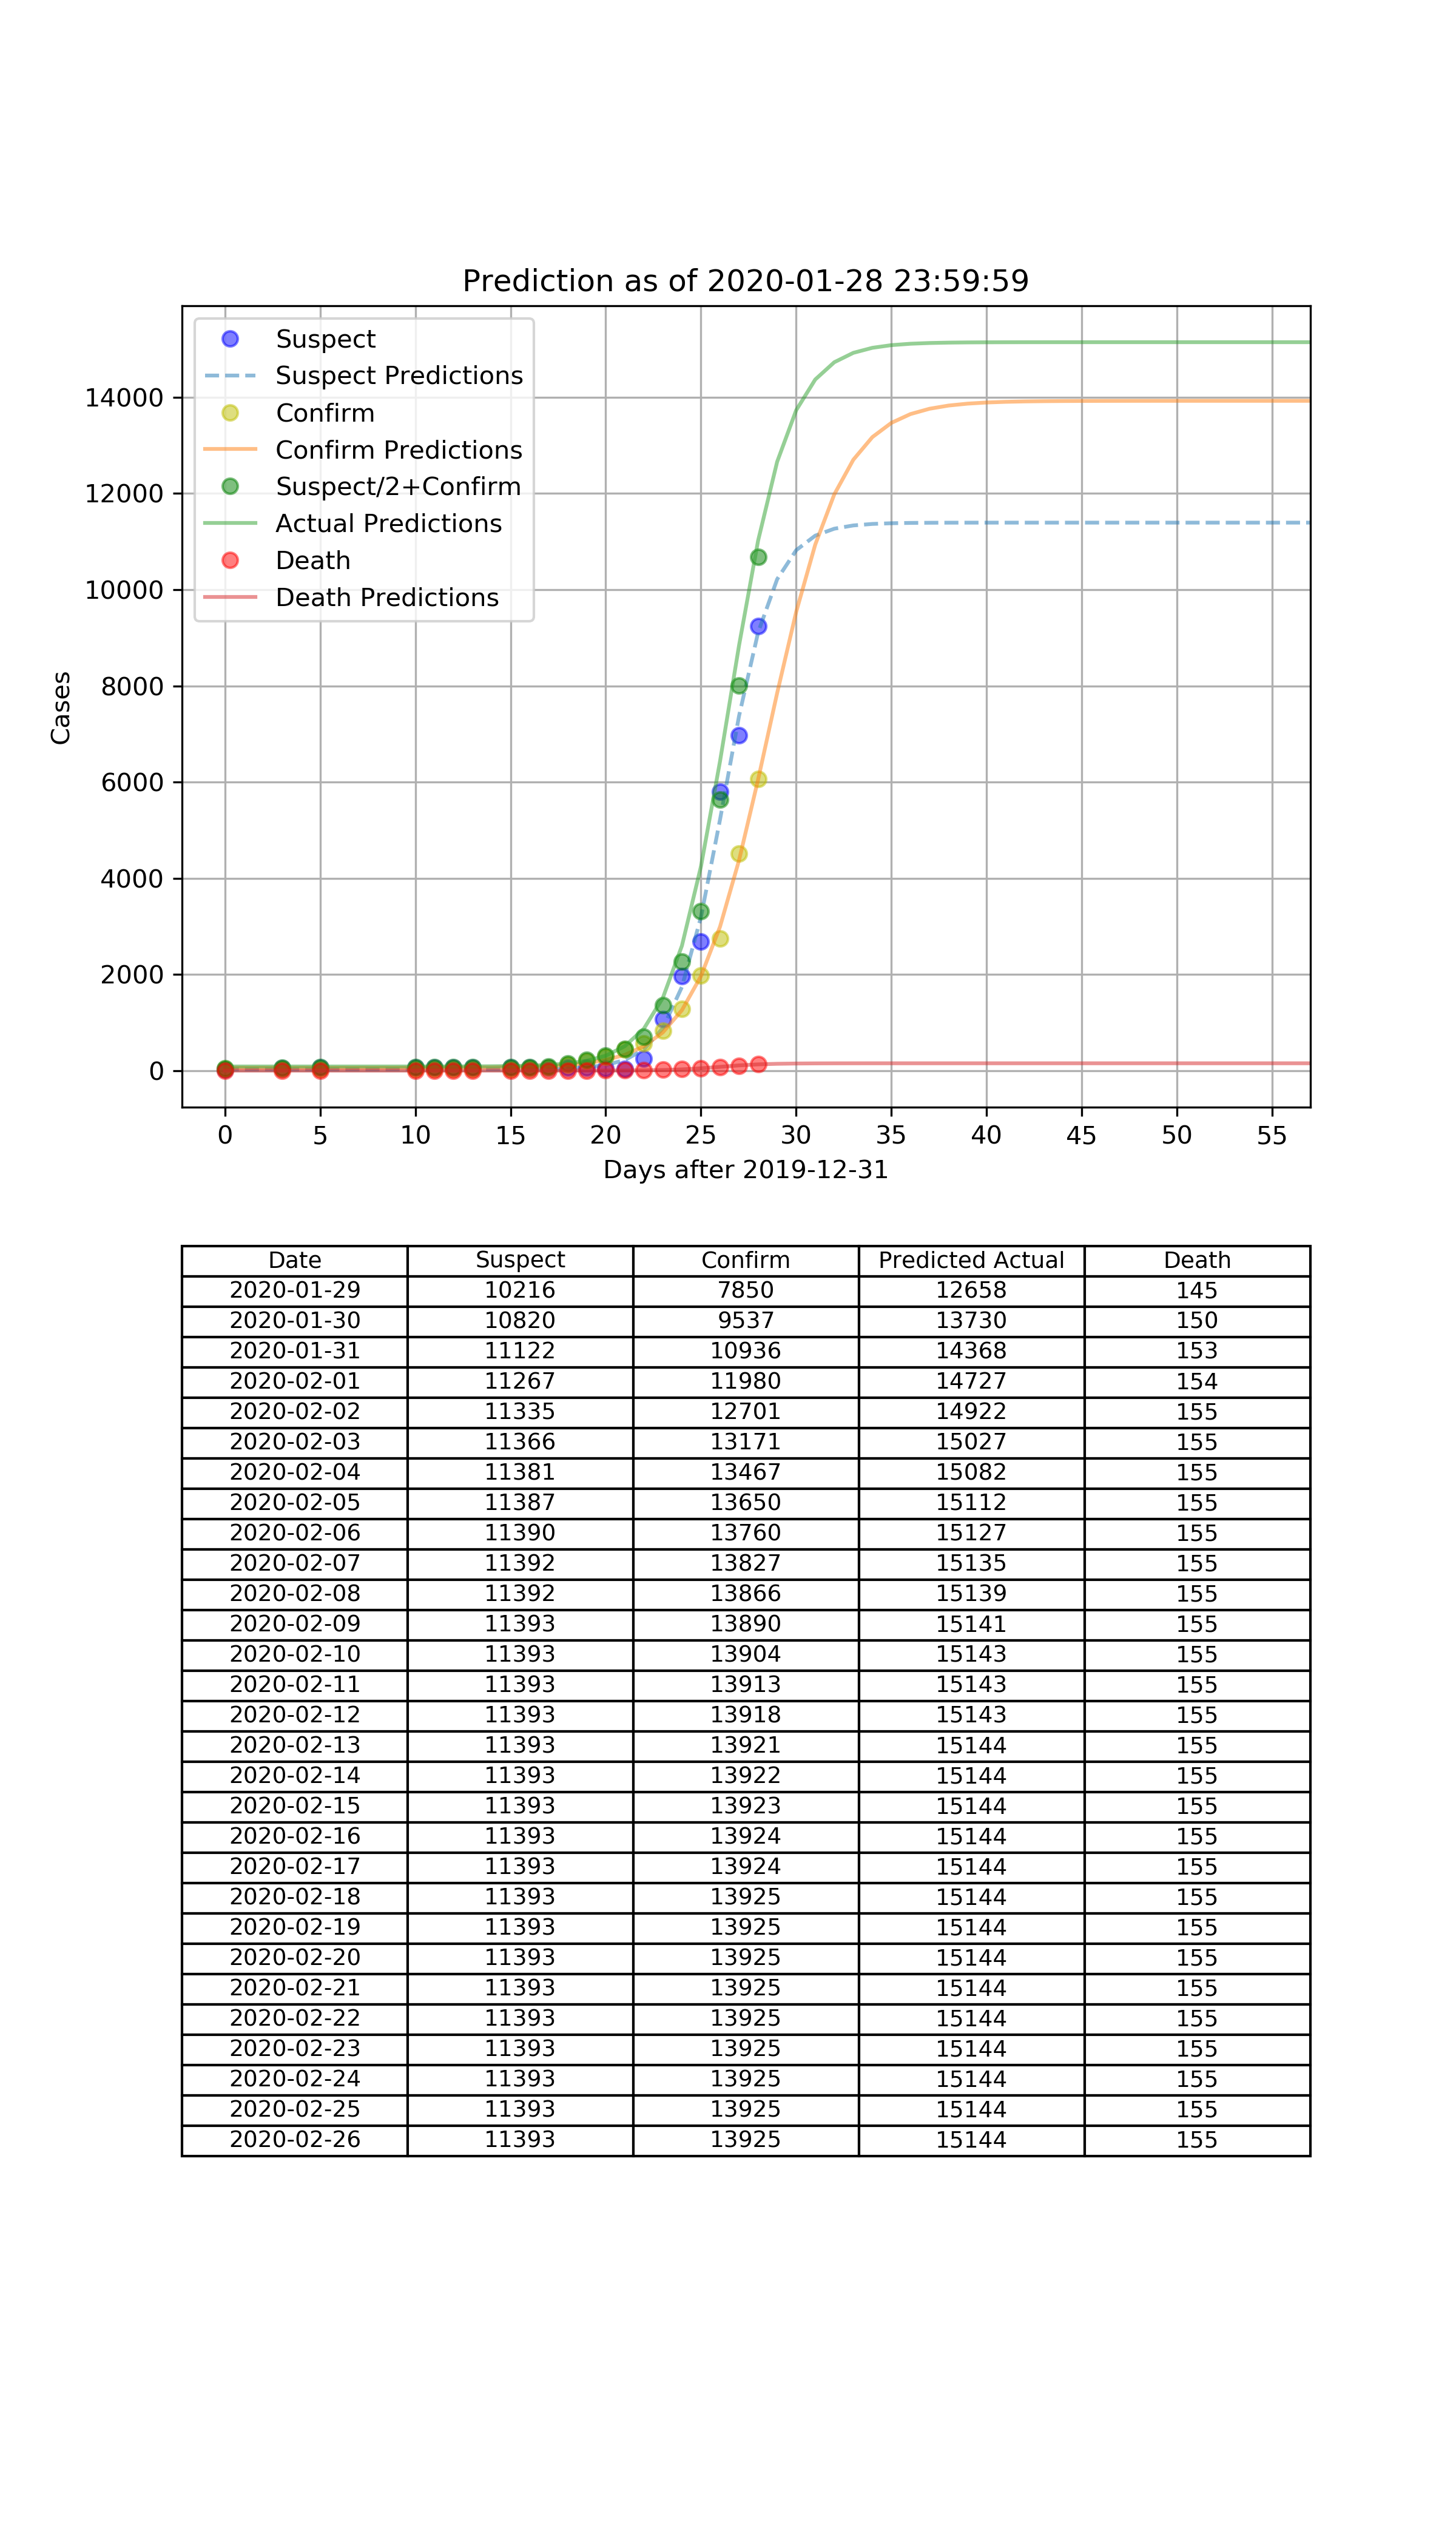 Prediction as of 2020-01-28 23:59:59
Suspect
Suspect Predictions
Confirm
Confirm Predictions
Suspect/2+Confirm
Actual Predictions
Death
Death Predictions
14000
12000
10000
8000
6000
4000
2000
0
Cases
0 5 10 15 20 25 30 35 40 45 50 55
Days after 2019-12-31
Date Suspect Confirm Predicted Actual Death
2020-01-29 10216 7850 12658 145
2020-01-30 10820 9537 13730 150
2020-01-31 11122 10936 14368 153
2020-02-01 11267 11980 14727 154
2020-02-02 11335 12701 14922 155
2020-02-03 11366 13171 15027 155
2020-02-04 11381 13467 15082 155
2020-02-05 11387 13650 15112 155
2020-02-06 11390 13760 15127 155
2020-02-07 11392 13827 15135 155
2020-02-08 11392 13866 15139 155
2020-02-09 11393 13890 15141 155
2020-02-10 11393 13904 15143 155
2020-02-11 11393 13913 15143 155
2020-02-12 11393 13918 15143 155
2020-02-13 11393 13921 15144 155
2020-02-14 11393 13922 15144 155
2020-02-15 11393 13923 15144 155
2020-02-16 11393 13924 15144 155
2020-02-17 11393 13924 15144 155
2020-02-18 11393 13925 15144 155
2020-02-19 11393 13925 15144 155
2020-02-20 11393 13925 15144 155
2020-02-21 11393 13925 15144 155
2020-02-22 11393 13925 15144 155
2020-02-23 11393 13925 15144 155
2020-02-24 11393 13925 15144 155
2020-02-25 11393 13925 15144 155
2020-02-26 11393 13925 15144 155